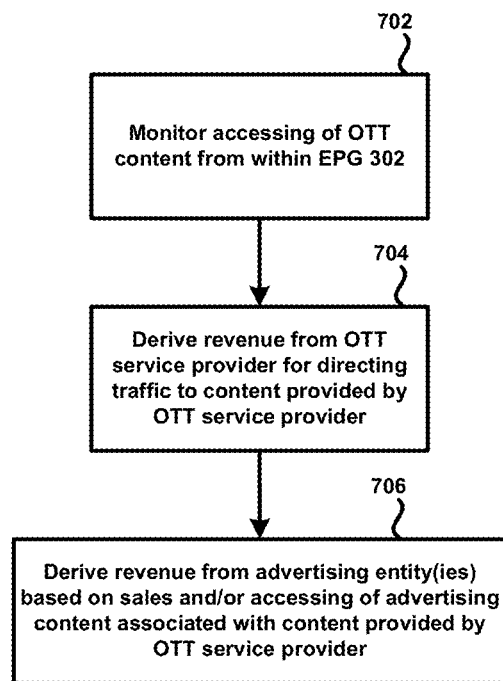 702
Monitor accessing of OTT
content from within EPG 302
704
Derive revenue from OTT
service provider for directing
traffic to content provided by
OTT service provider
706
Derive revenue from advertising entity(ies)
based on sales and/or accessing of advertising
content associated with content provided by
OTT service provider